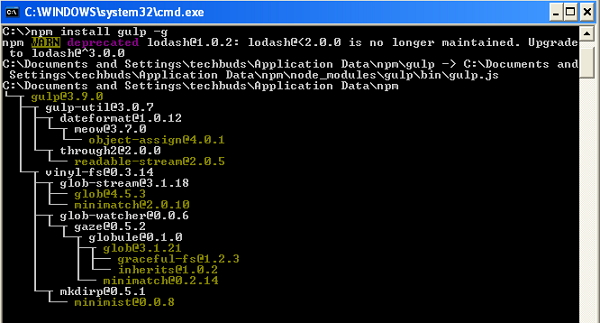 C:\WINDOWS\system32\cmd.exe
C:\>npm install gulp -g
npm WARN deprecated lodash@1.0.2: lodash@<2.0.0 is no longer maintained. Upgrade
to lodash@^3.0.0
C:\Documents and Settings\techbuds\Application Data\npm\gulp -> C:\Documents and
Settings\techbuds\Application Data\npm\node_modules\gulp\bin\gulp.js
C:\Documents and Settings\techbuds\Application Data\npm
gulp@3.9.0
gulp-util@3.0.7
dateformat@1.0.12
meow@3.7.0
object-assign@4.0.1
through2@2.0.0
readable-stream@2.0.5
vinyl-fs@0.3.14
glob-stream@3.1.18
glob@4.5.3
minimatch@2.0.10
glob-watcher@0.0.6
gaze@0.5.2
globule@0.1.0
glob@3.1.21
graceful-fs@1.2.3
inherits@1.0.2
minimatch@0.2.14
mkdirp@0.5.1
minimist@0.0.8